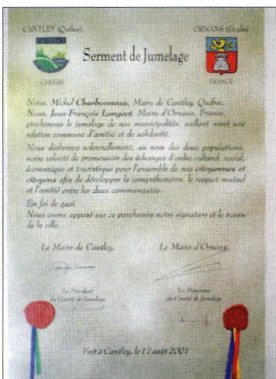 CANTLEY (Québec)
ORNANS (Doubs)
CANTLEY
Serment de Jumelage
CANADA
FRANCE
Nous, Michel Charbonneau, Maire de Cantley, Québec,
Nous, Jean-François Longeot, Maire d'Ornans, France,
proclamons le jumelage de nos municipalités, voulant ainsi une
relation commune d'amitié et de solidarité.
Nous déclarons solennellement, au nom des deux populations,
notre volonté de promouvoir des échanges d'ordre culturel, social,
économique et touristique pour l'ensemble de nos citoyennes et
citoyens afin de développer la compréhension, le respect mutuel
et l'amitié entre les deux communautés.
En foi de quoi,
Nous avons apposé sur ce parchemin notre signature et le sceau
de la ville.
Le Maire de Cantley,
Le Maire d'Ornans,
Le Président
du Comité de Jumelage
Le Président
du Comité de Jumelage
Fait à Cantley, le 17 août 2001